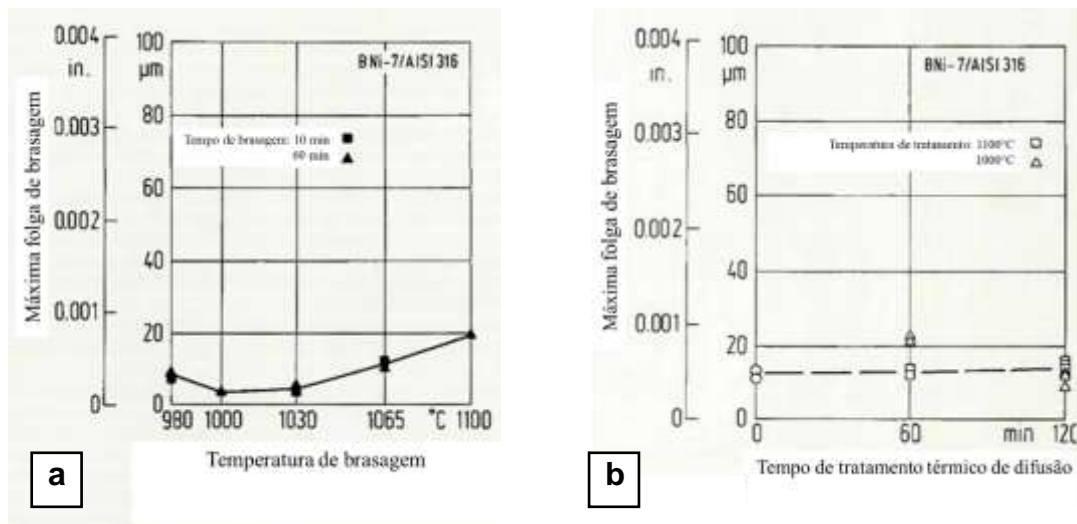 0.004
in.
0.003
0.002
0.001
0
Máxima folga de brasagem
100
µm
80
60
40
20
0
BNi-7/AISI 316
Tempo de brasagem: 10 min
60 min
980 1000 1030 1065 °C 1100
Temperatura de brasagem
a
0.004
in.
0.003
0.002
0.001
0
Máxima folga de brasagem
100
µm
80
60
40
20
0
BNi-7/AISI 316
Temperatura de tratamento: 1100°C
1000°C
0 60 min 120
Tempo de tratamento térmico de difusão
b